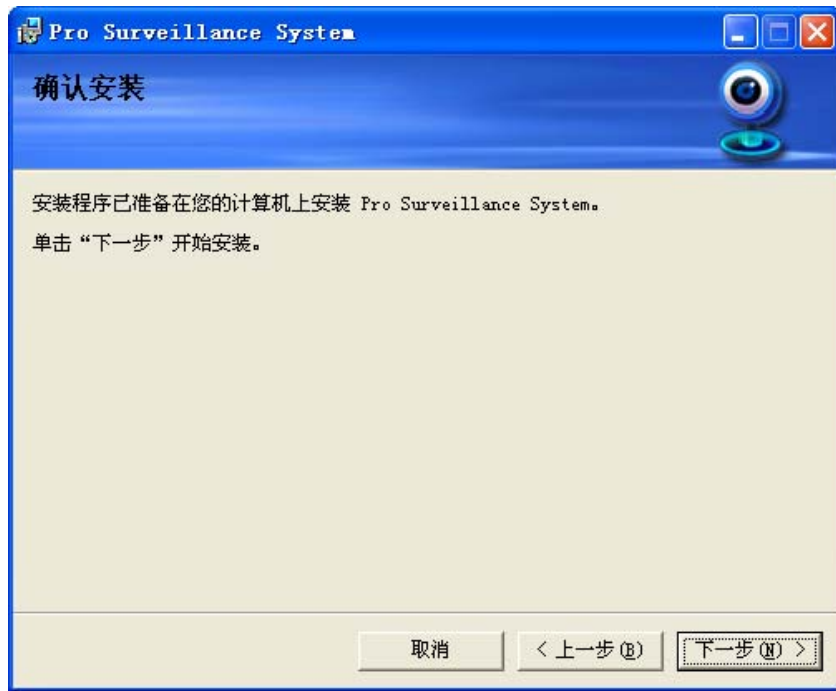 Pro Surveillance System
确认安装
安装程序已准备在您的计算机上安装 Pro Surveillance System。
单击“下一步”开始安装。
取消
< 上一步(B)
下一步(N) >